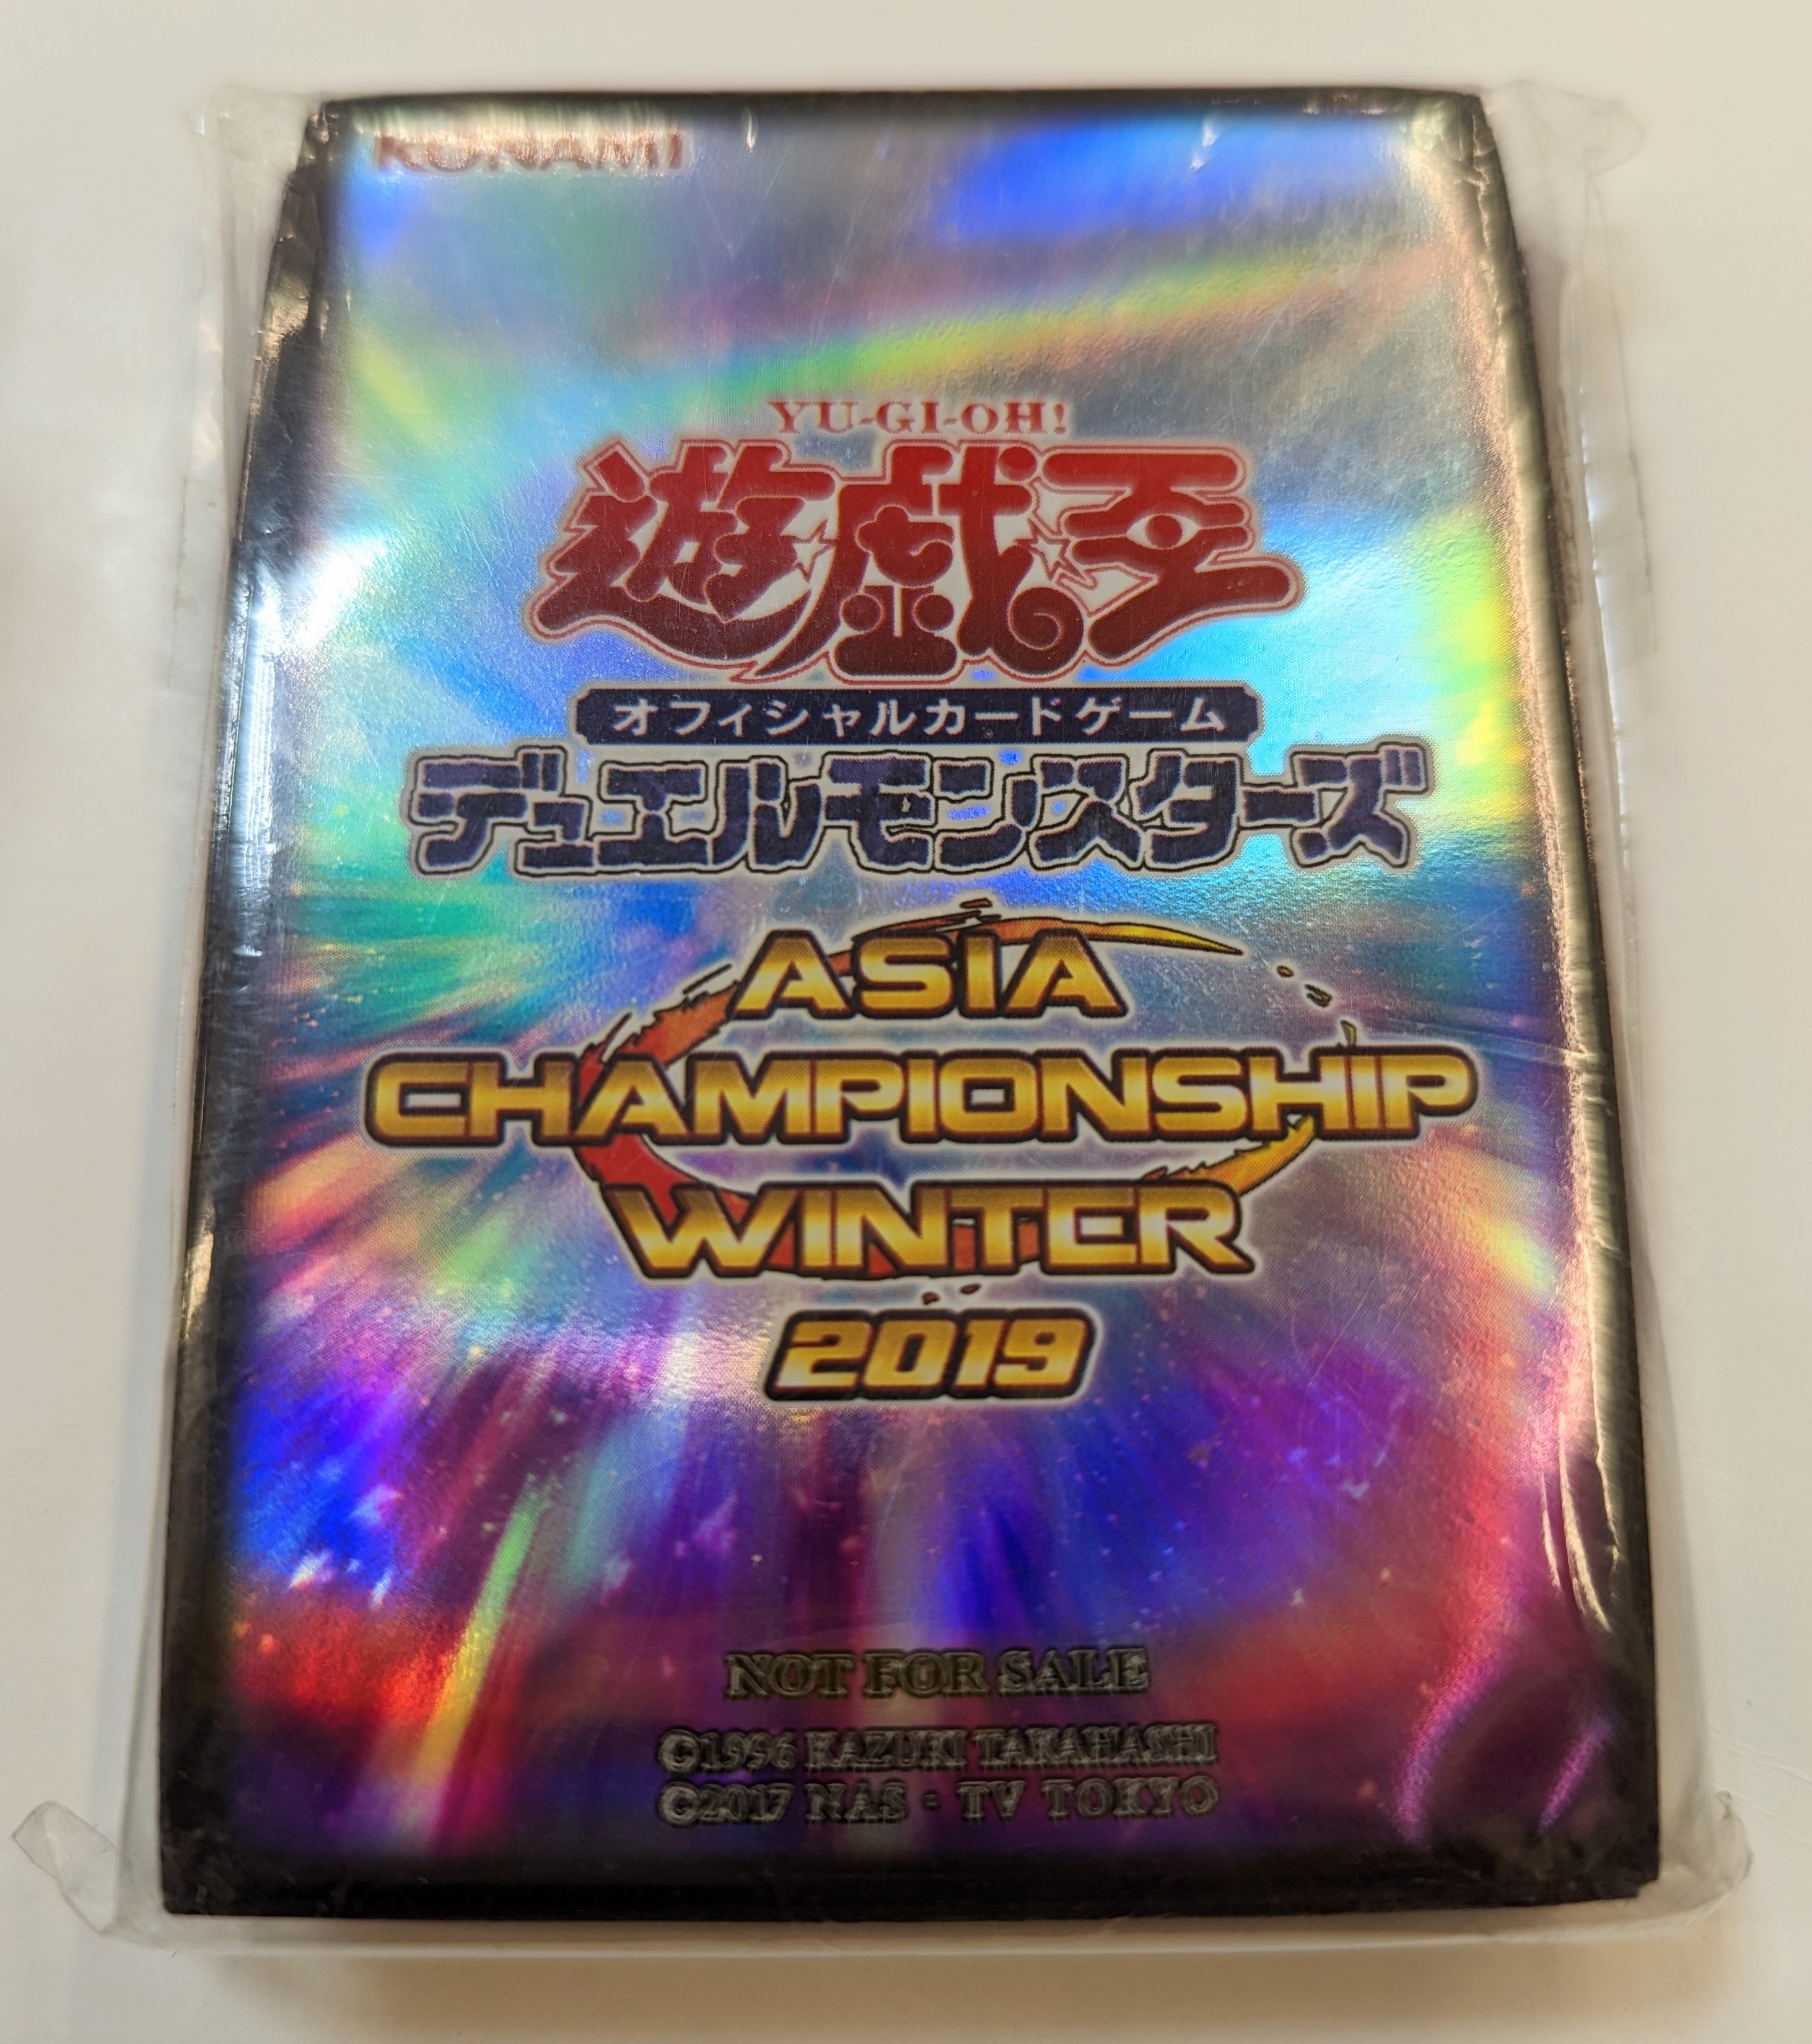 KONAMI
YU-GI-OH!
遊戯王
オフィシャルカードゲーム
デュエルモンスターズ
ASIA
CHAMPIONSHIP
WINTER
2019
NOT FOR SALE
©1996 KAZUKI TAKAHASHI
©2017 NAS・TV TOKYO